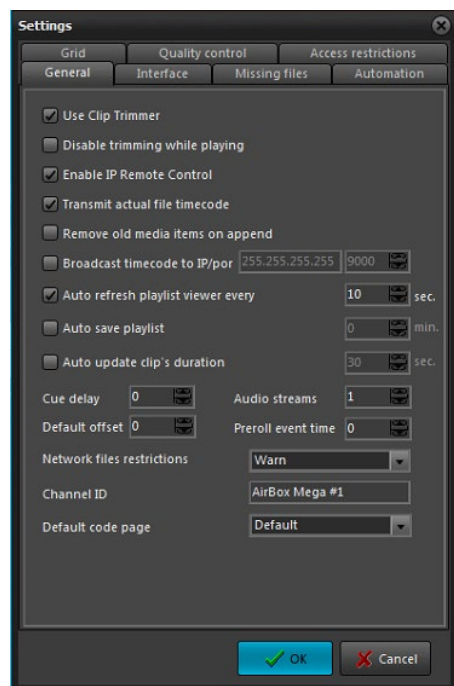 Settings
Grid Quality control Access restrictions
General Interface Missing files Automation
Use Clip Trimmer
Disable trimming while playing
Enable IP Remote Control
Transmit actual file timecode
Remove old media items on append
Broadcast timecode to IP/por 255.255.255.255 9000
Auto refresh playlist viewer every 10 sec.
Auto save playlist 0 min.
Auto update clip's duration 30 sec.
Cue delay 0 Audio streams 1
Default offset 0 Preroll event time 0
Network files restrictions Warn
Channel ID AirBox Mega #1
Default code page Default
OK Cancel